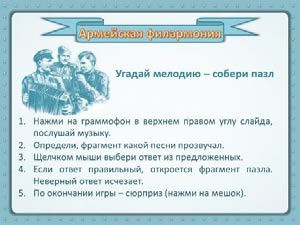 Армейская филармония
Угадай мелодию – собери пазл
1. Нажми на граммофон в верхнем правом углу слайда,
послушай музыку.
2. Определи, фрагмент какой песни прозвучал.
3. Щелчком мыши выбери ответ из предложенных.
4. Если ответ правильный, откроется фрагмент пазла.
Неверный ответ исчезает.
5. По окончании игры – сюрприз (нажми на мешок).